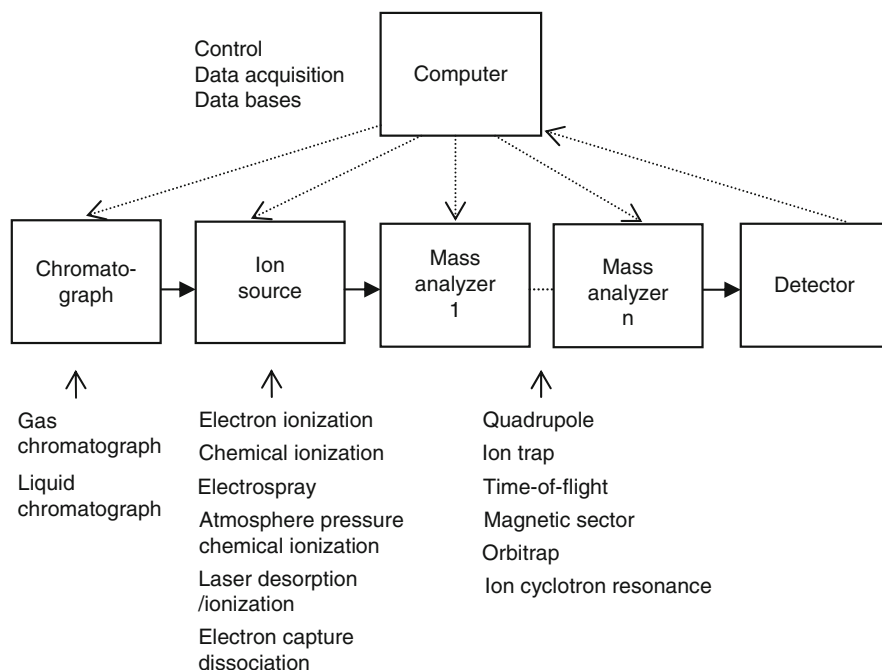 Control
Data acquisition
Data bases
Computer
Chromato-
graph
Ion
source
Mass
analyzer
1
Mass
analyzer
n
Detector
Gas
chromatograph
Liquid
chromatograph
Electron ionization
Chemical ionization
Electrospray
Atmosphere pressure
chemical ionization
Laser desorption
/ionization
Electron capture
dissociation
Quadrupole
Ion trap
Time-of-flight
Magnetic sector
Orbitrap
Ion cyclotron resonance